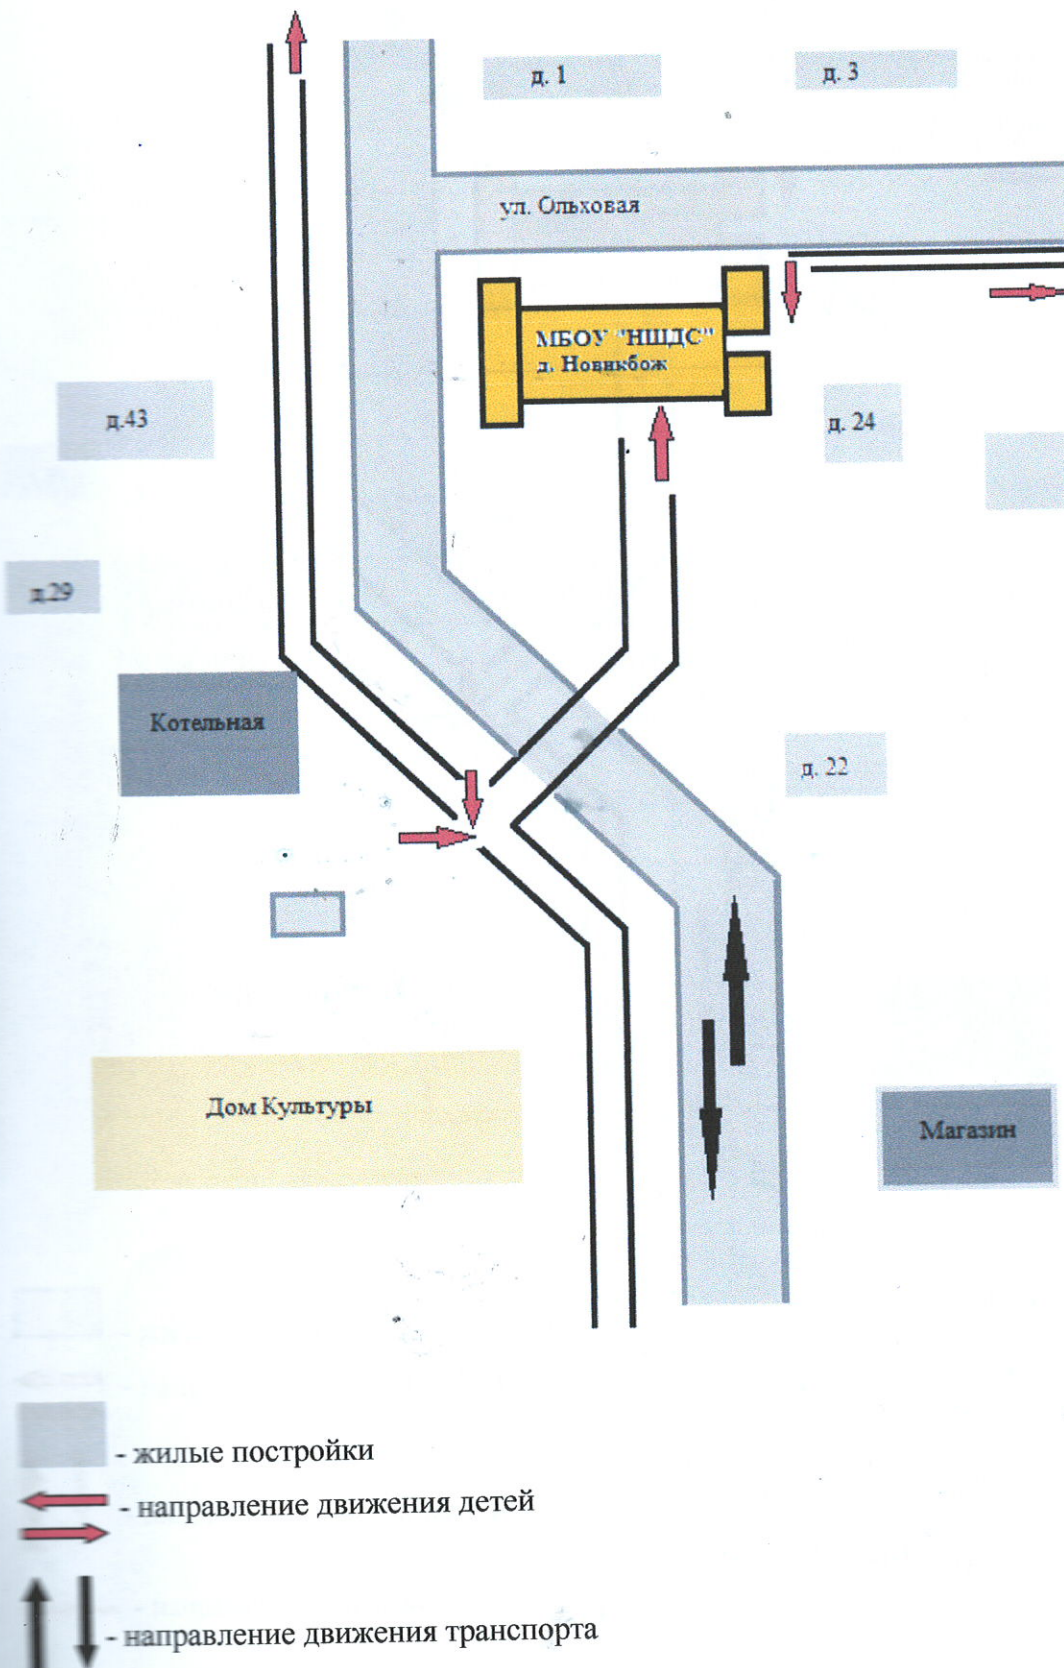 д. 1
д. 3
ул. Ольховая
МБОУ "НШДС"
д. Новикбож
д.43
д. 24
д.29
Котельная
д. 22
Дом Культуры
Магазин
- жилые постройки
- направление движения детей
- направление движения транспорта